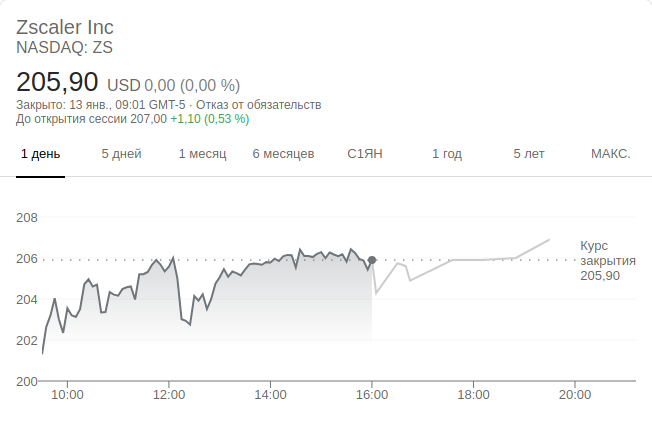 Zscaler Inc
NASDAQ: ZS
205,90 USD 0,00 (0,00 %)
Закрыто: 13 янв., 09:01 GMT-5 · Отказ от обязательств
До открытия сессии 207,00 +1,10 (0,53 %)
1 день 5 дней 1 месяц 6 месяцев С1ЯН 1 год 5 лет МАКС.
208
206
204
202
200
Курс
закрытия
205,90
10:00 12:00 14:00 16:00 18:00 20:00